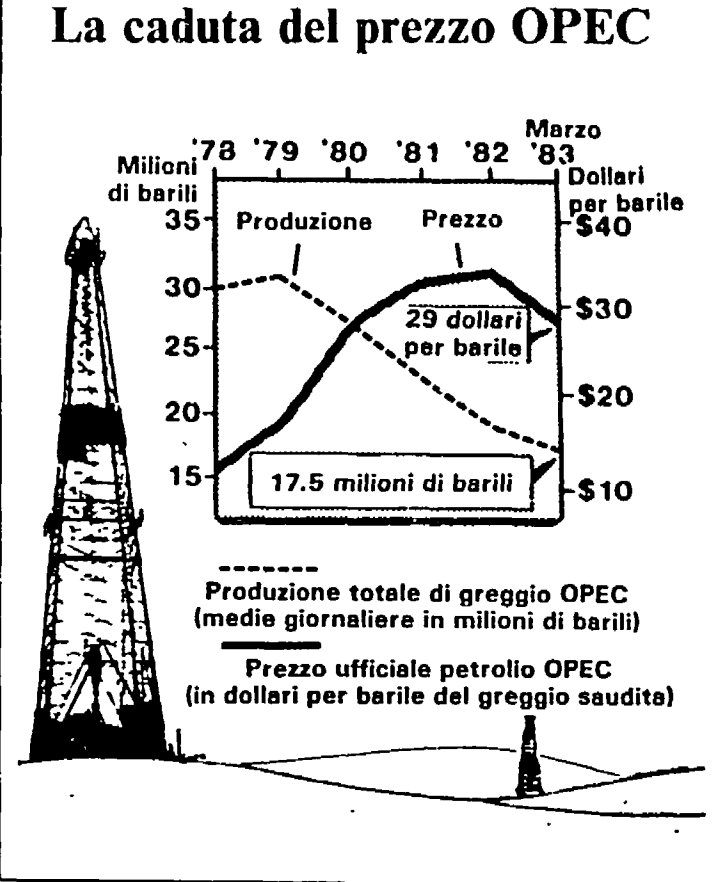 La caduta del prezzo OPEC
Marzo
'78 '79 '80 '81 '82 '83
Milioni
di barili
Dollari
per barile
35
30
25
20
15
$40
$30
$20
$10
Produzione
Prezzo
29 dollari
per barile
17.5 milioni di barili
Produzione totale di greggio OPEC
(medie giornaliere in milioni di barili)
Prezzo ufficiale petrolio OPEC
(in dollari per barile del greggio saudita)